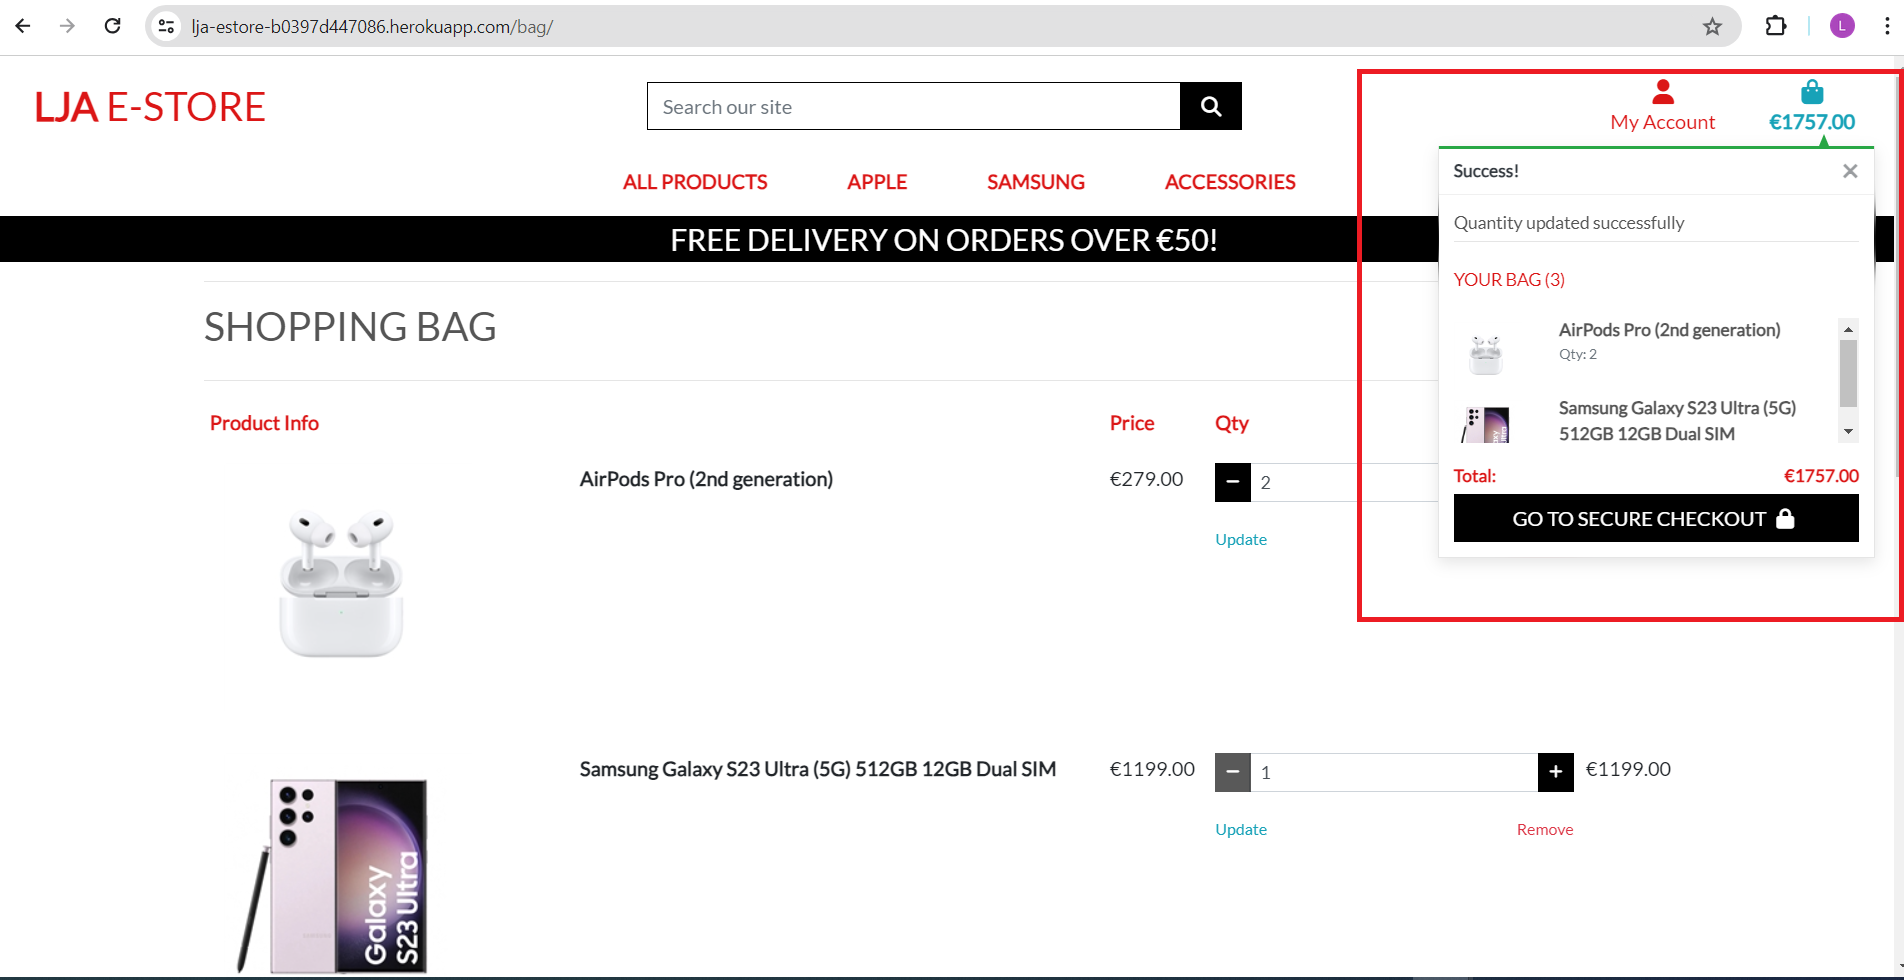 lja-estore-b0397d447086.herokuapp.com/bag/
L
LJA E-STORE
Search our site
My Account
€1757.00
ALL PRODUCTS
APPLE
SAMSUNG
ACCESSORIES
FREE DELIVERY ON ORDERS OVER €50!
Success!
Quantity updated successfully
YOUR BAG (3)
AirPods Pro (2nd generation)
Qty: 2
Samsung Galaxy S23 Ultra (5G)
512GB 12GB Dual SIM
Total: €1757.00
GO TO SECURE CHECKOUT
SHOPPING BAG
Product Info Price Qty
AirPods Pro (2nd generation) €279.00 2
Update
Samsung Galaxy S23 Ultra (5G) 512GB 12GB Dual SIM €1199.00 1 €1199.00
Update Remove
Galaxy
S23 Ultra